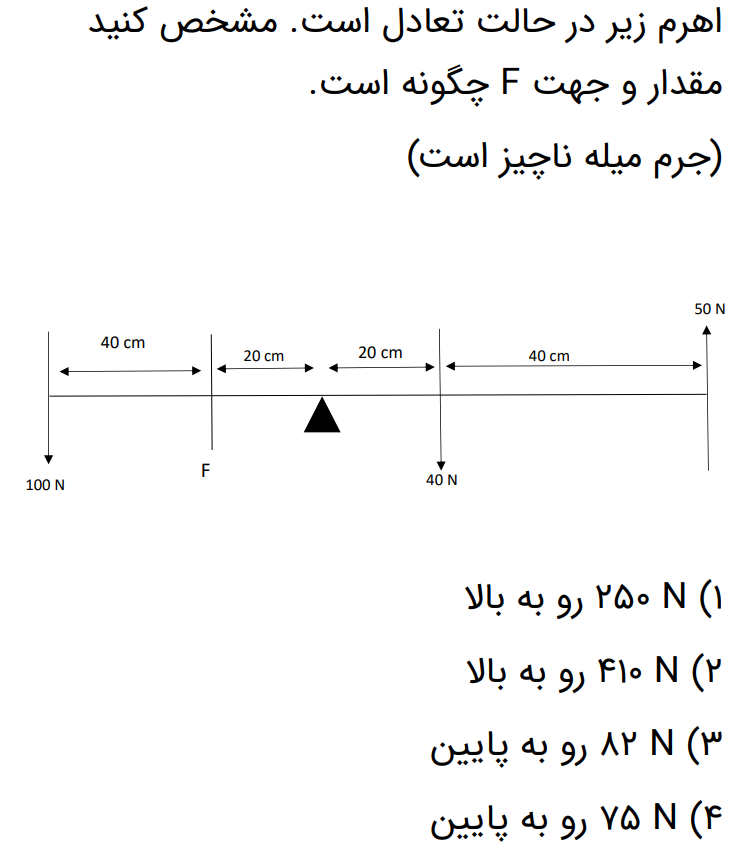 اهرم زیر در حالت تعادل است. مشخص کنید
مقدار و جهت F چگونه است.
(جرم میله ناچیز است)
50 N
40 cm
20 cm
20 cm
40 cm
100 N
F
40 N
۱) ۲۵۰ N رو به بالا
۲) ۴۱۰ N رو به بالا
۳) ۸۲ N رو به پایین
۴) ۷۵ N رو به پایین